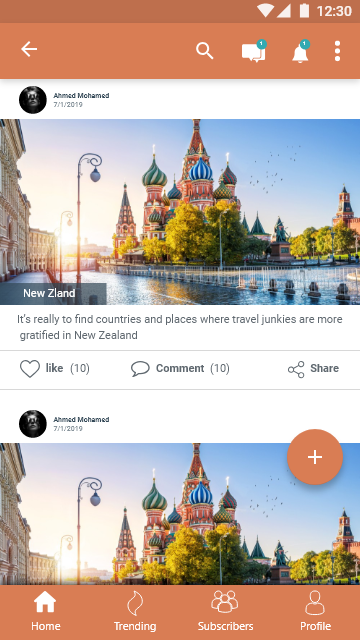 12:30
1 1
Ahmed Mohamed
7/1/2019
New Zland
It's really to find countries and places where travel junkies are more
gratified in New Zealand
like (10) Comment (10) Share
Ahmed Mohamed
7/1/2019
+
Home Trending Subscribers Profile